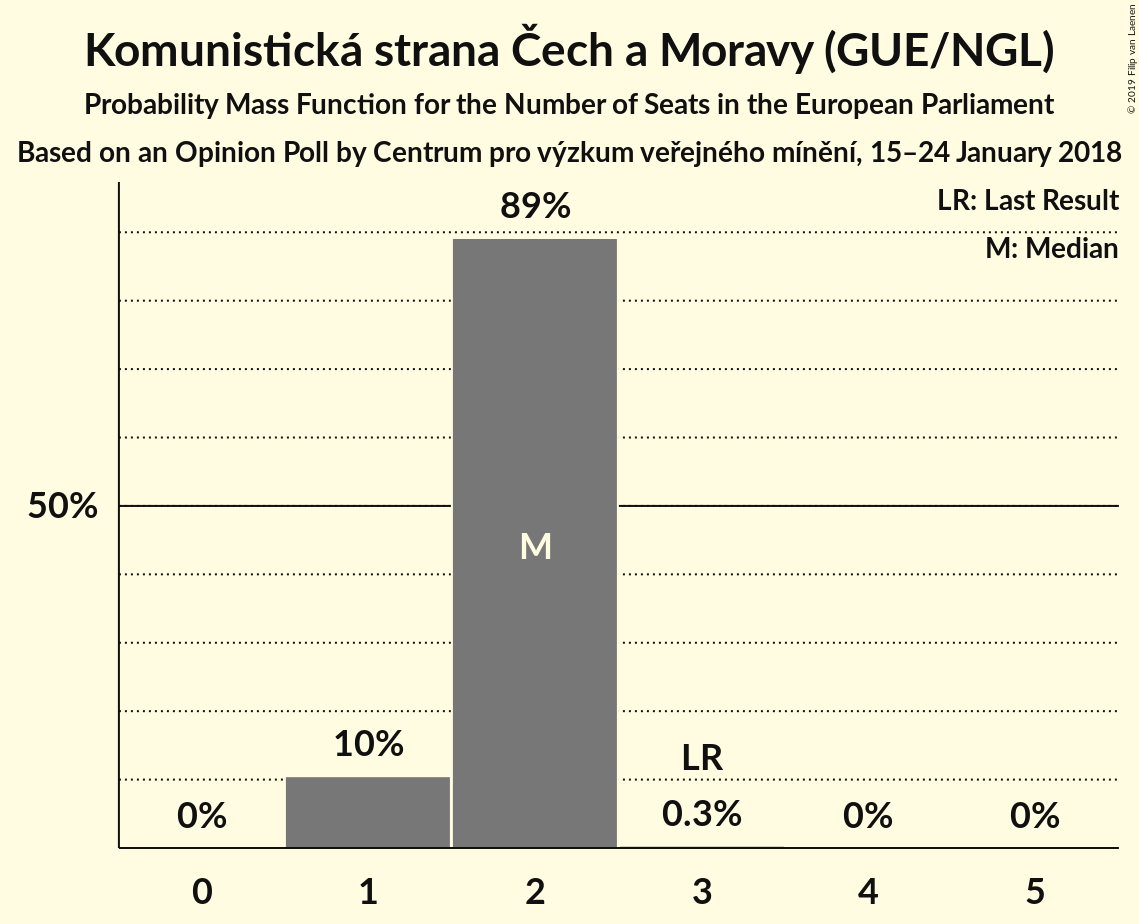 Komunistická strana Čech a Moravy (GUE/NGL)
Probability Mass Function for the Number of Seats in the European Parliament
Based on an Opinion Poll by Centrum pro výzkum veřejného mínění, 15–24 January 2018
© 2019 Filip van Laenen
LR: Last Result
M: Median
89%
50%
M
10%
LR
0%
0.3%
0%
0%
0 1 2 3 4 5